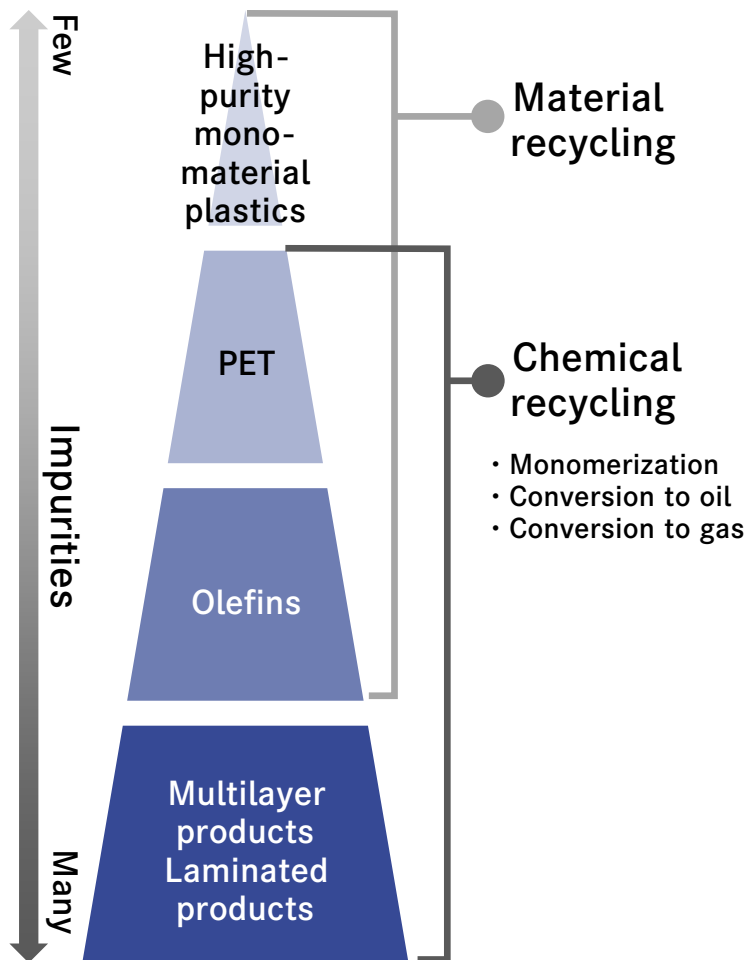 Few
Impurities
Many
High-
purity
mono-
material
plastics
PET
Olefins
Multilayer
products
Laminated
products
Material
recycling
Chemical
recycling
・Monomerization
・Conversion to oil
・Conversion to gas